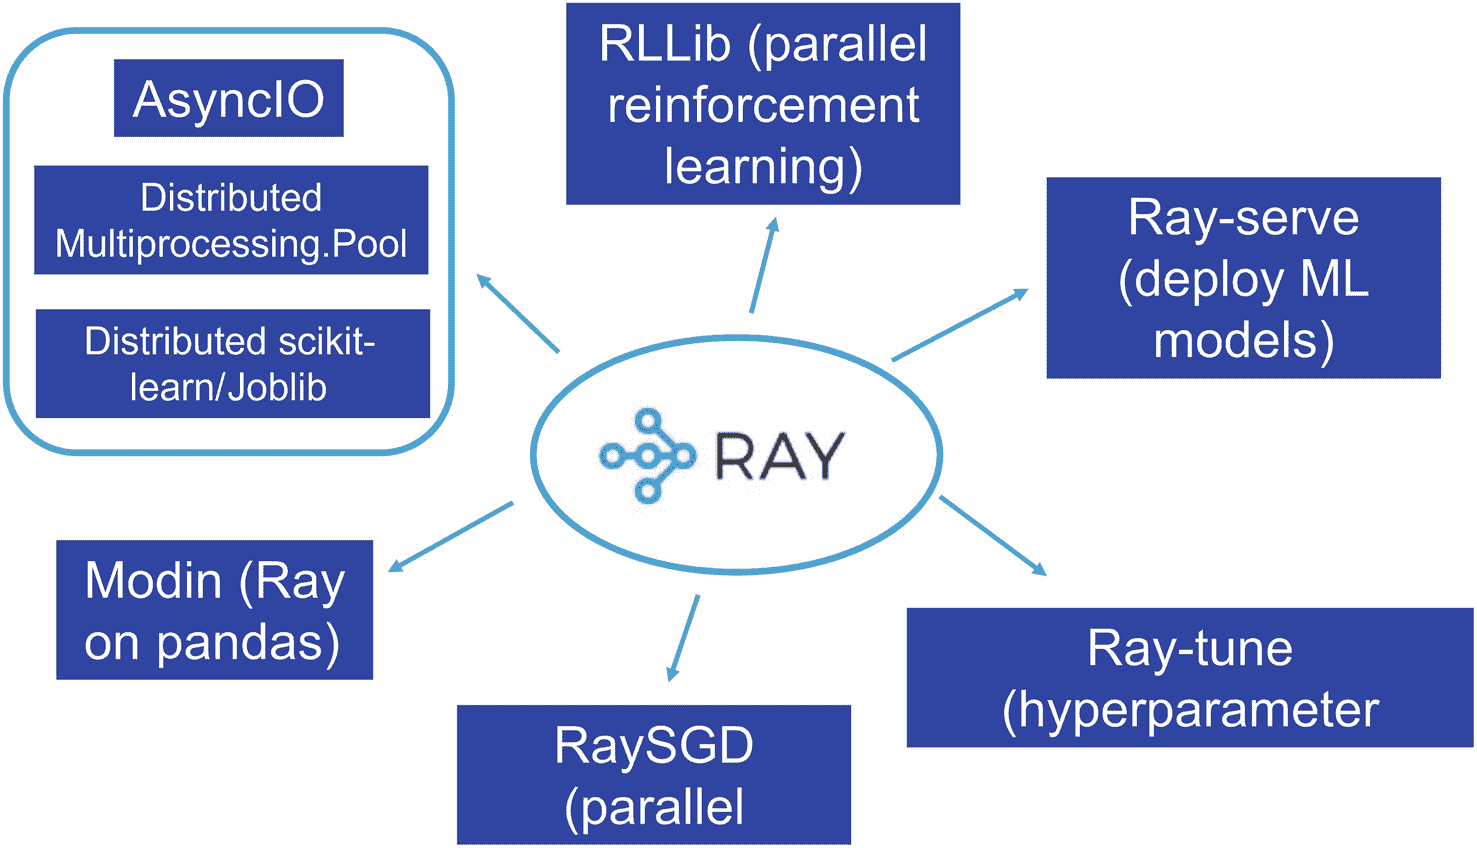 AsyncIO
Distributed
Multiprocessing.Pool
Distributed scikit-
learn/Joblib
RLLib (parallel
reinforcement
learning)
Ray-serve
(deploy ML
models)
RAY
Modin (Ray
on pandas)
RaySGD
(parallel
Ray-tune
(hyperparameter